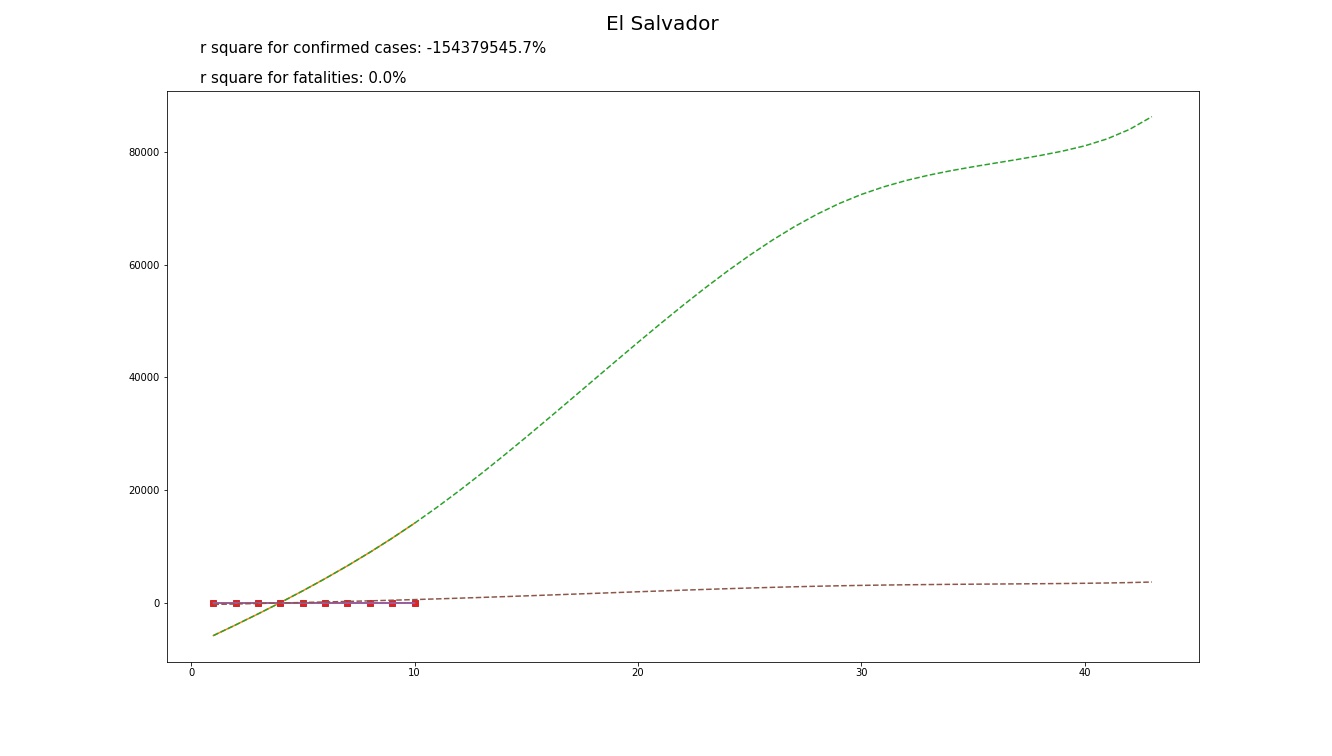 El Salvador
r square for confirmed cases: -154379545.7%
r square for fatalities: 0.0%
80000
60000
40000
20000
0
0 10 20 30 40